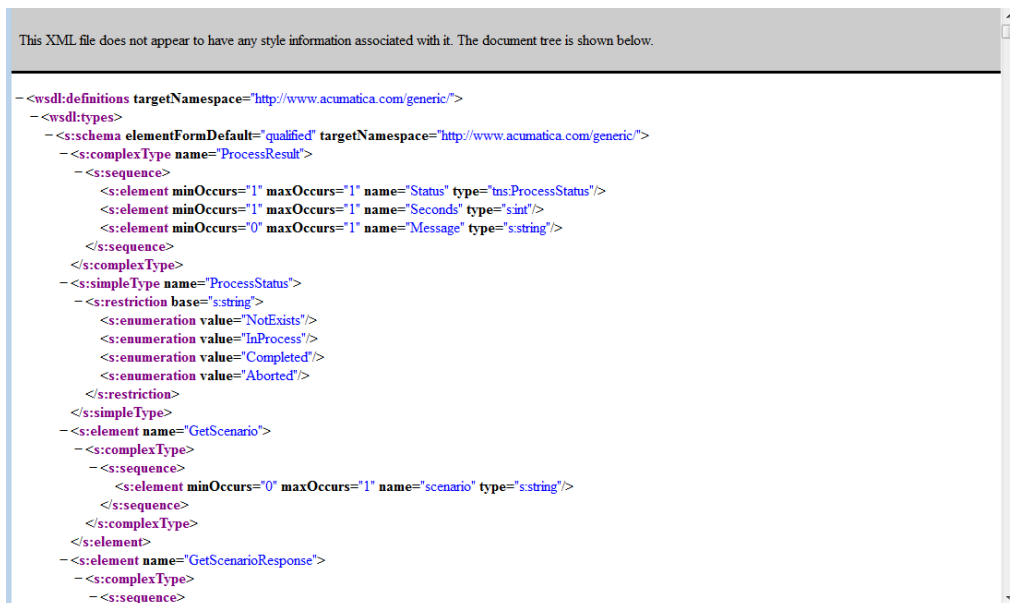 This XML file does not appear to have any style information associated with it. The document tree is shown below.
−<wsdl:definitions targetNamespace="http://www.acumatica.com/generic/">
−<wsdl:types>
−<s:schema elementFormDefault="qualified" targetNamespace="http://www.acumatica.com/generic/">
−<s:complexType name="ProcessResult">
−<s:sequence>
<s:element minOccurs="1" maxOccurs="1" name="Status" type="tns:ProcessStatus"/>
<s:element minOccurs="1" maxOccurs="1" name="Seconds" type="s:int"/>
<s:element minOccurs="0" maxOccurs="1" name="Message" type="s:string"/>
</s:sequence>
</s:complexType>
−<s:simpleType name="ProcessStatus">
−<s:restriction base="s:string">
<s:enumeration value="NotExists"/>
<s:enumeration value="InProcess"/>
<s:enumeration value="Completed"/>
<s:enumeration value="Aborted"/>
</s:restriction>
</s:simpleType>
−<s:element name="GetScenario">
−<s:complexType>
−<s:sequence>
<s:element minOccurs="0" maxOccurs="1" name="scenario" type="s:string"/>
</s:sequence>
</s:complexType>
</s:element>
−<s:element name="GetScenarioResponse">
−<s:complexType>
−<s:sequence>